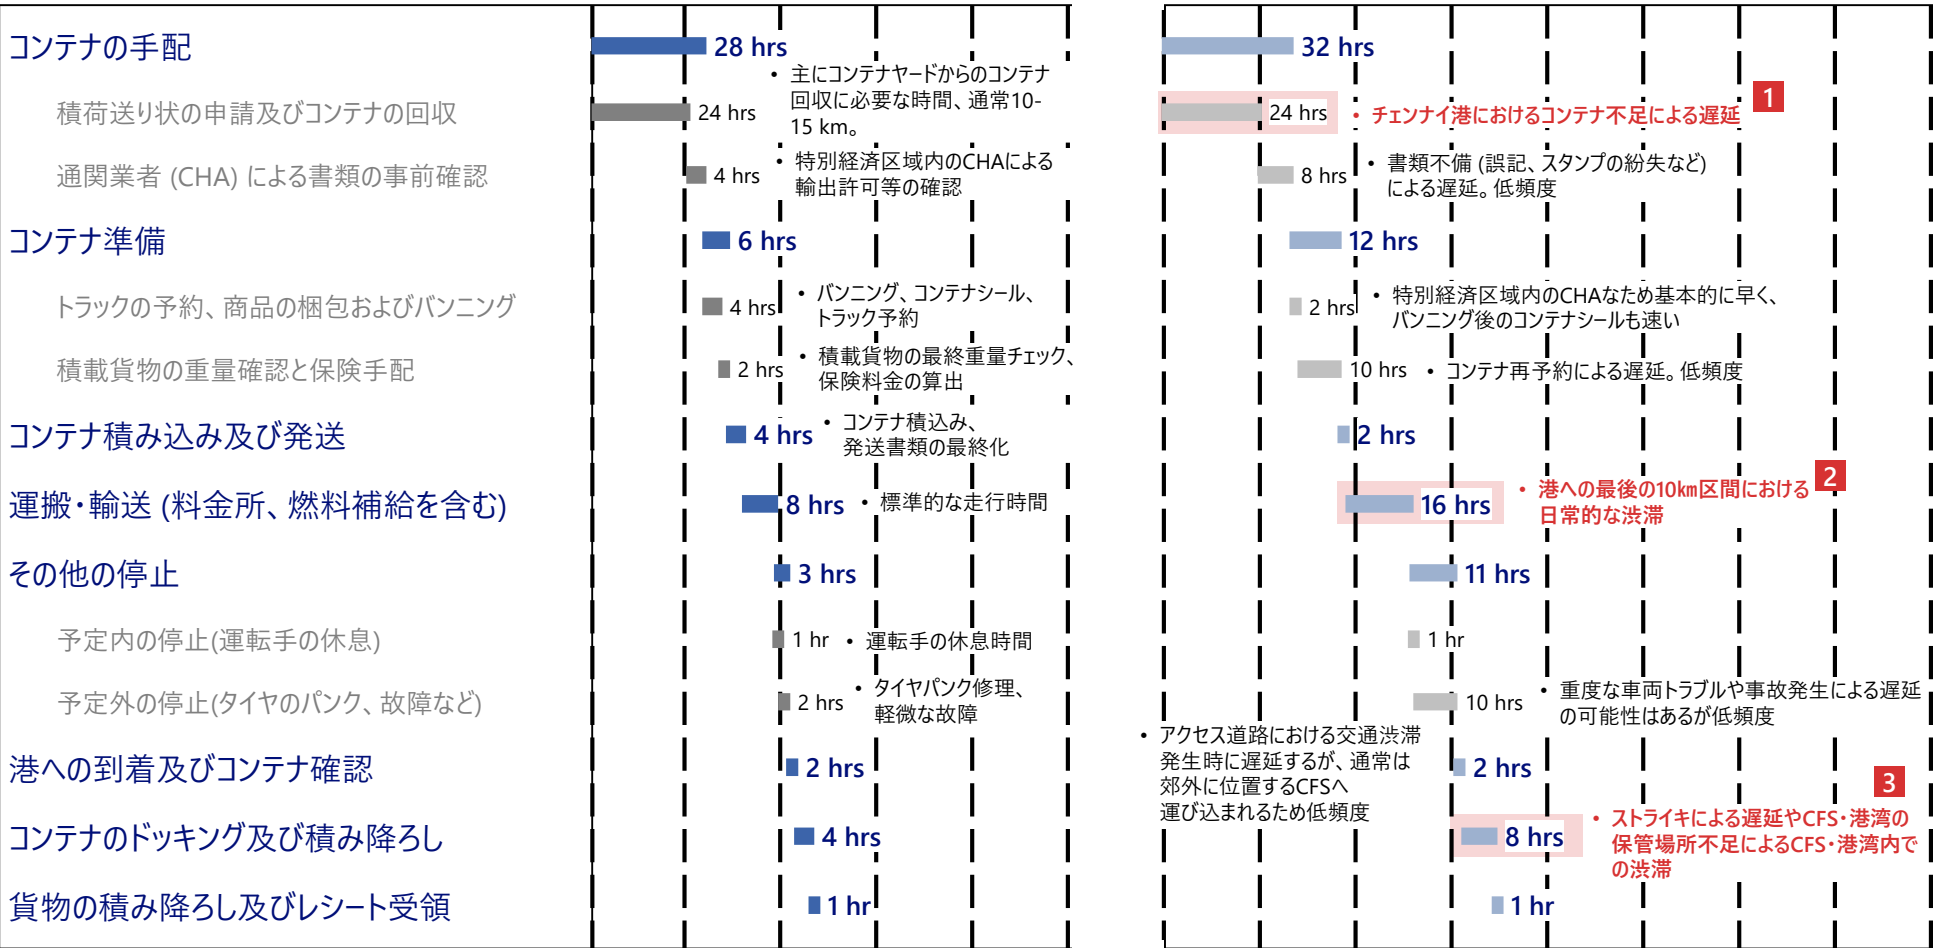 コンテナの手配
28 hrs
32 hrs
• 主にコンテナヤードからのコンテナ
回収に必要な時間、通常10-
15 km。
積荷送り状の申請及びコンテナの回収
24 hrs
24 hrs
• チェンナイ港におけるコンテナ不足による遅延
1
通関業者 (CHA) による書類の事前確認
4 hrs
• 特別経済区域内のCHAによる
輸出許可等の確認
8 hrs
• 書類不備 (誤記、スタンプの紛失など)
による遅延。低頻度
コンテナ準備
6 hrs
12 hrs
トラックの予約、商品の梱包およびバンニング
4 hrs
• バンニング、コンテナシール、
トラック予約
2 hrs
• 特別経済区域内のCHAなため基本的に早く、
バンニング後のコンテナシールも速い
積載貨物の重量確認と保険手配
2 hrs
• 積載貨物の最終重量チェック、
保険料金の算出
10 hrs
• コンテナ再予約による遅延。低頻度
コンテナ積み込み及び発送
4 hrs
• コンテナ積込み、
発送書類の最終化
2 hrs
運搬・輸送 (料金所、燃料補給を含む)
8 hrs
• 標準的な走行時間
16 hrs
• 港への最後の10㎞区間における
日常的な渋滞
2
その他の停止
3 hrs
11 hrs
予定内の停止(運転手の休息)
1 hr
• 運転手の休息時間
1 hr
予定外の停止(タイヤのパンク、故障など)
2 hrs
• タイヤパンク修理、
軽微な故障
10 hrs
• 重度な車両トラブルや事故発生による遅延
の可能性はあるが低頻度
港への到着及びコンテナ確認
2 hrs
• アクセス道路における交通渋滞
発生時に遅延するが、通常は
郊外に位置するCFSへ
運び込まれるため低頻度
2 hrs
コンテナのドッキング及び積み降ろし
4 hrs
8 hrs
3
• ストライキによる遅延やCFS・港湾の
保管場所不足によるCFS・港湾内で
の渋滞
貨物の積み降ろし及びレシート受領
1 hr
1 hr